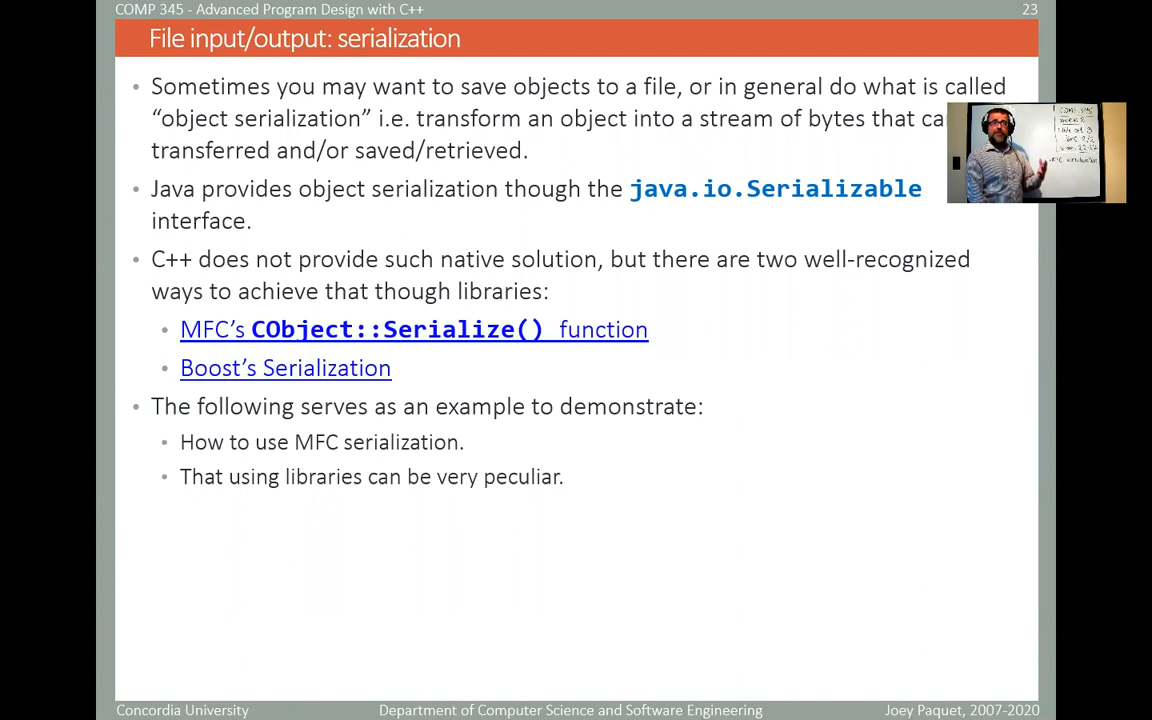 COMP 345 - Advanced Program Design with C++ 23
File input/output: serialization
• Sometimes you may want to save objects to a file, or in general do what is called
“object serialization” i.e. transform an object into a stream of bytes that
transferred and/or saved/retrieved.
• Java provides object serialization though the java.io.Serializable
interface.
• C++ does not provide such native solution, but there are two well-recognized
ways to achieve that though libraries:
• MFC’s CObject::Serialize() function
• Boost’s Serialization
• The following serves as an example to demonstrate:
• How to use MFC serialization.
• That using libraries can be very peculiar.
COMP 345
Concordia University Department of Computer Science and Software Engineering Joey Paquet, 2007-2020